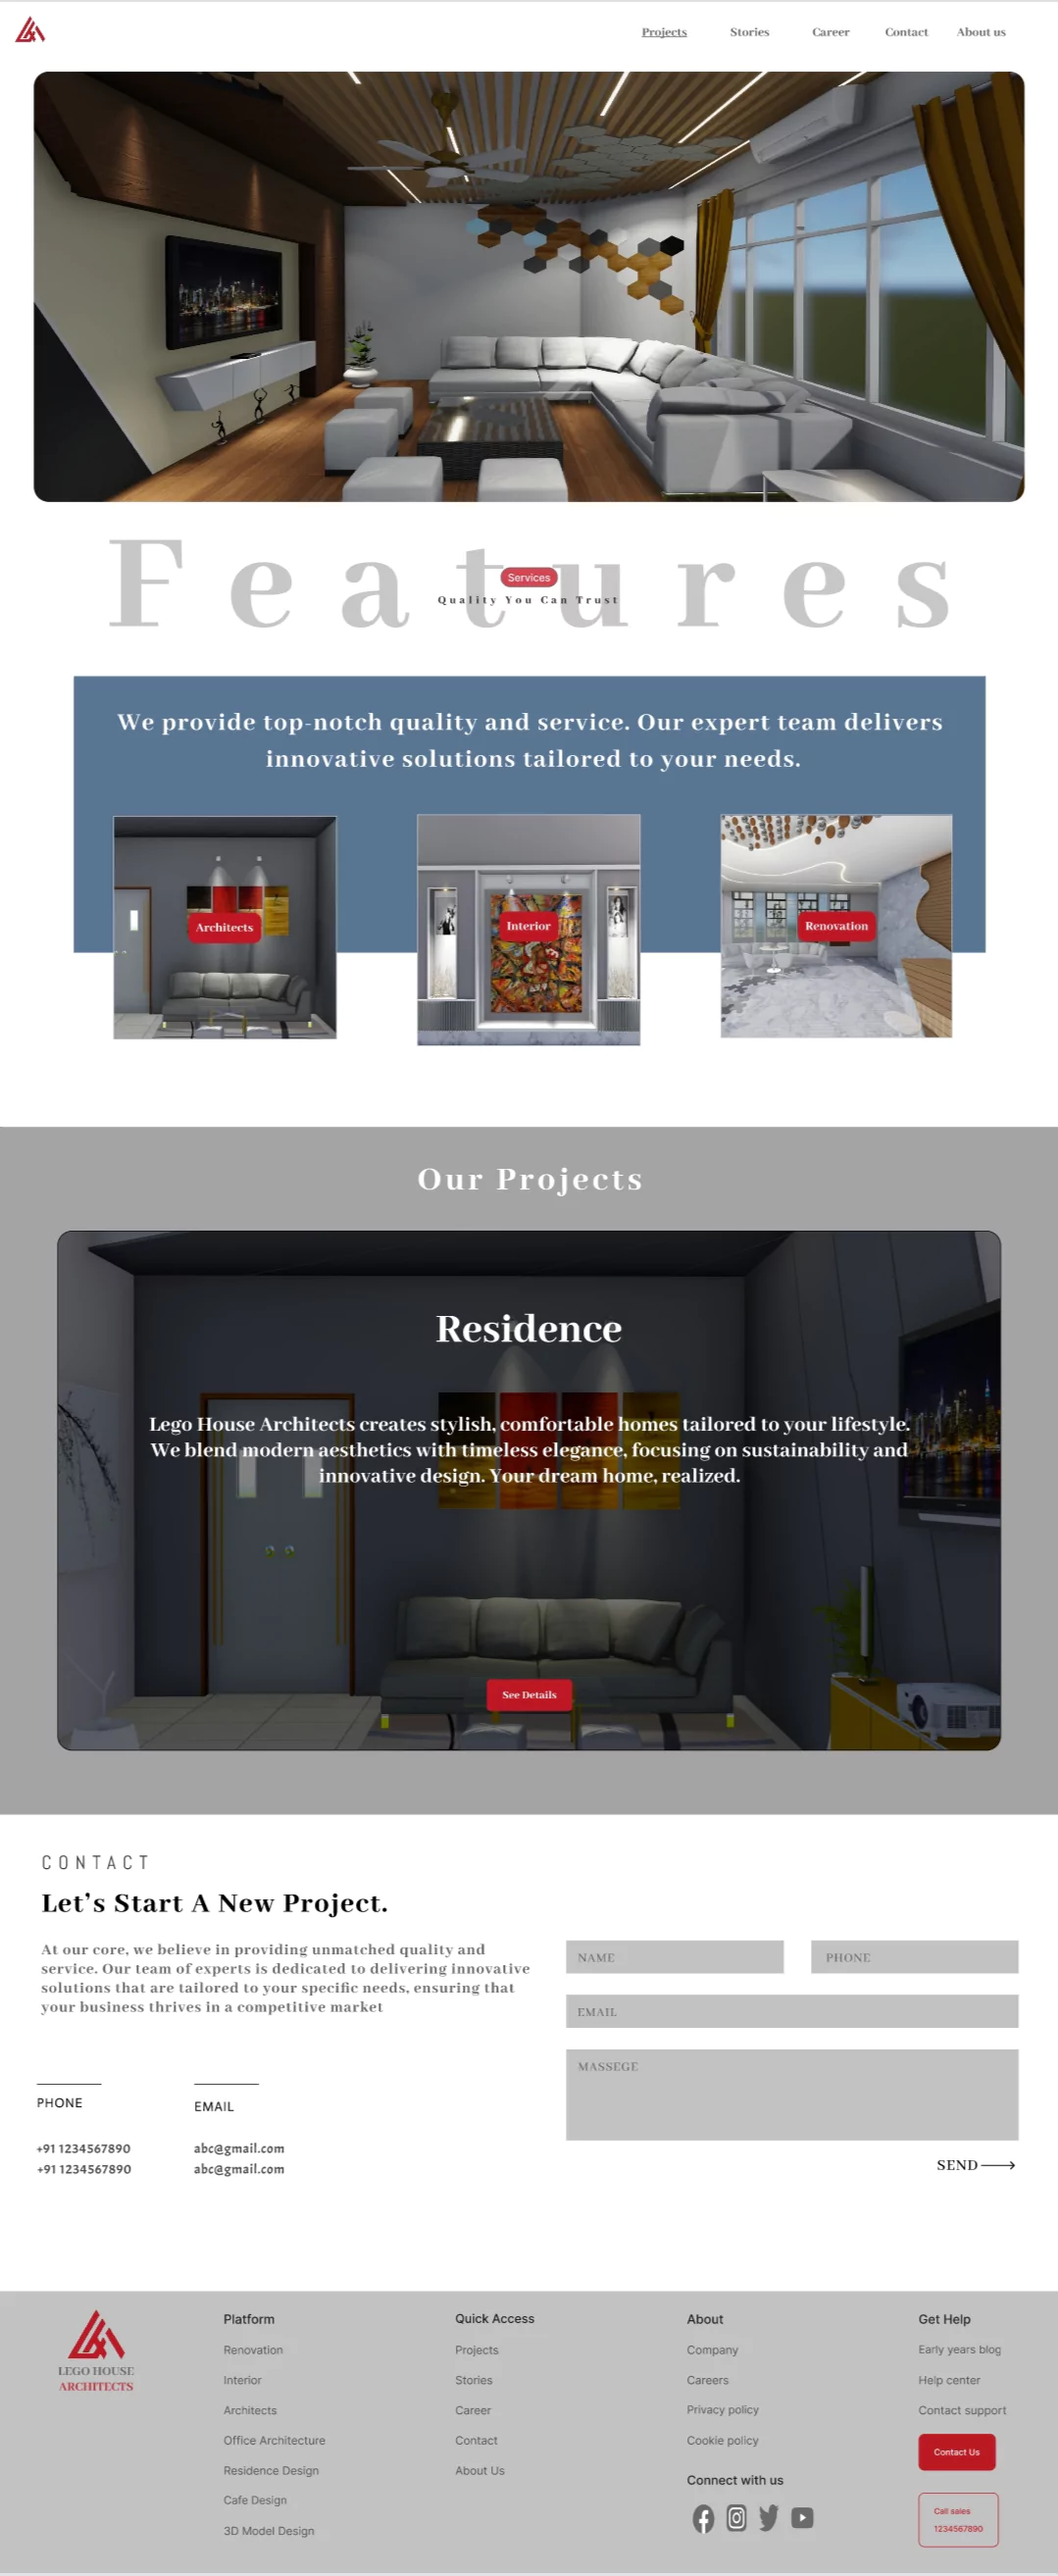 Projects Stories Career Contact About us
Features
Services
Quality You Can Trust
We provide top-notch quality and service. Our expert team delivers
innovative solutions tailored to your needs.
Architects
Interior
Renovation
Our Projects
Residence
Lego House Architects creates stylish, comfortable homes tailored to your lifestyle.
We blend modern aesthetics with timeless elegance, focusing on sustainability and
innovative design. Your dream home, realized.
See Details
CONTACT
Let’s Start A New Project.
At our core, we believe in providing unmatched quality and
service. Our team of experts is dedicated to delivering innovative
solutions that are tailored to your specific needs, ensuring that
your business thrives in a competitive market
PHONE
+91 1234567890
+91 1234567890
EMAIL
abc@gmail.com
abc@gmail.com
NAME
PHONE
EMAIL
MASSEGE
SEND
LEGO HOUSE
ARCHITECTS
Platform
Renovation
Interior
Architects
Office Architecture
Residence Design
Cafe Design
3D Model Design
Quick Access
Projects
Stories
Career
Contact
About Us
About
Company
Careers
Privacy policy
Cookie policy
Connect with us
Get Help
Early years blog
Help center
Contact support
Contact Us
Call sales
1234567890